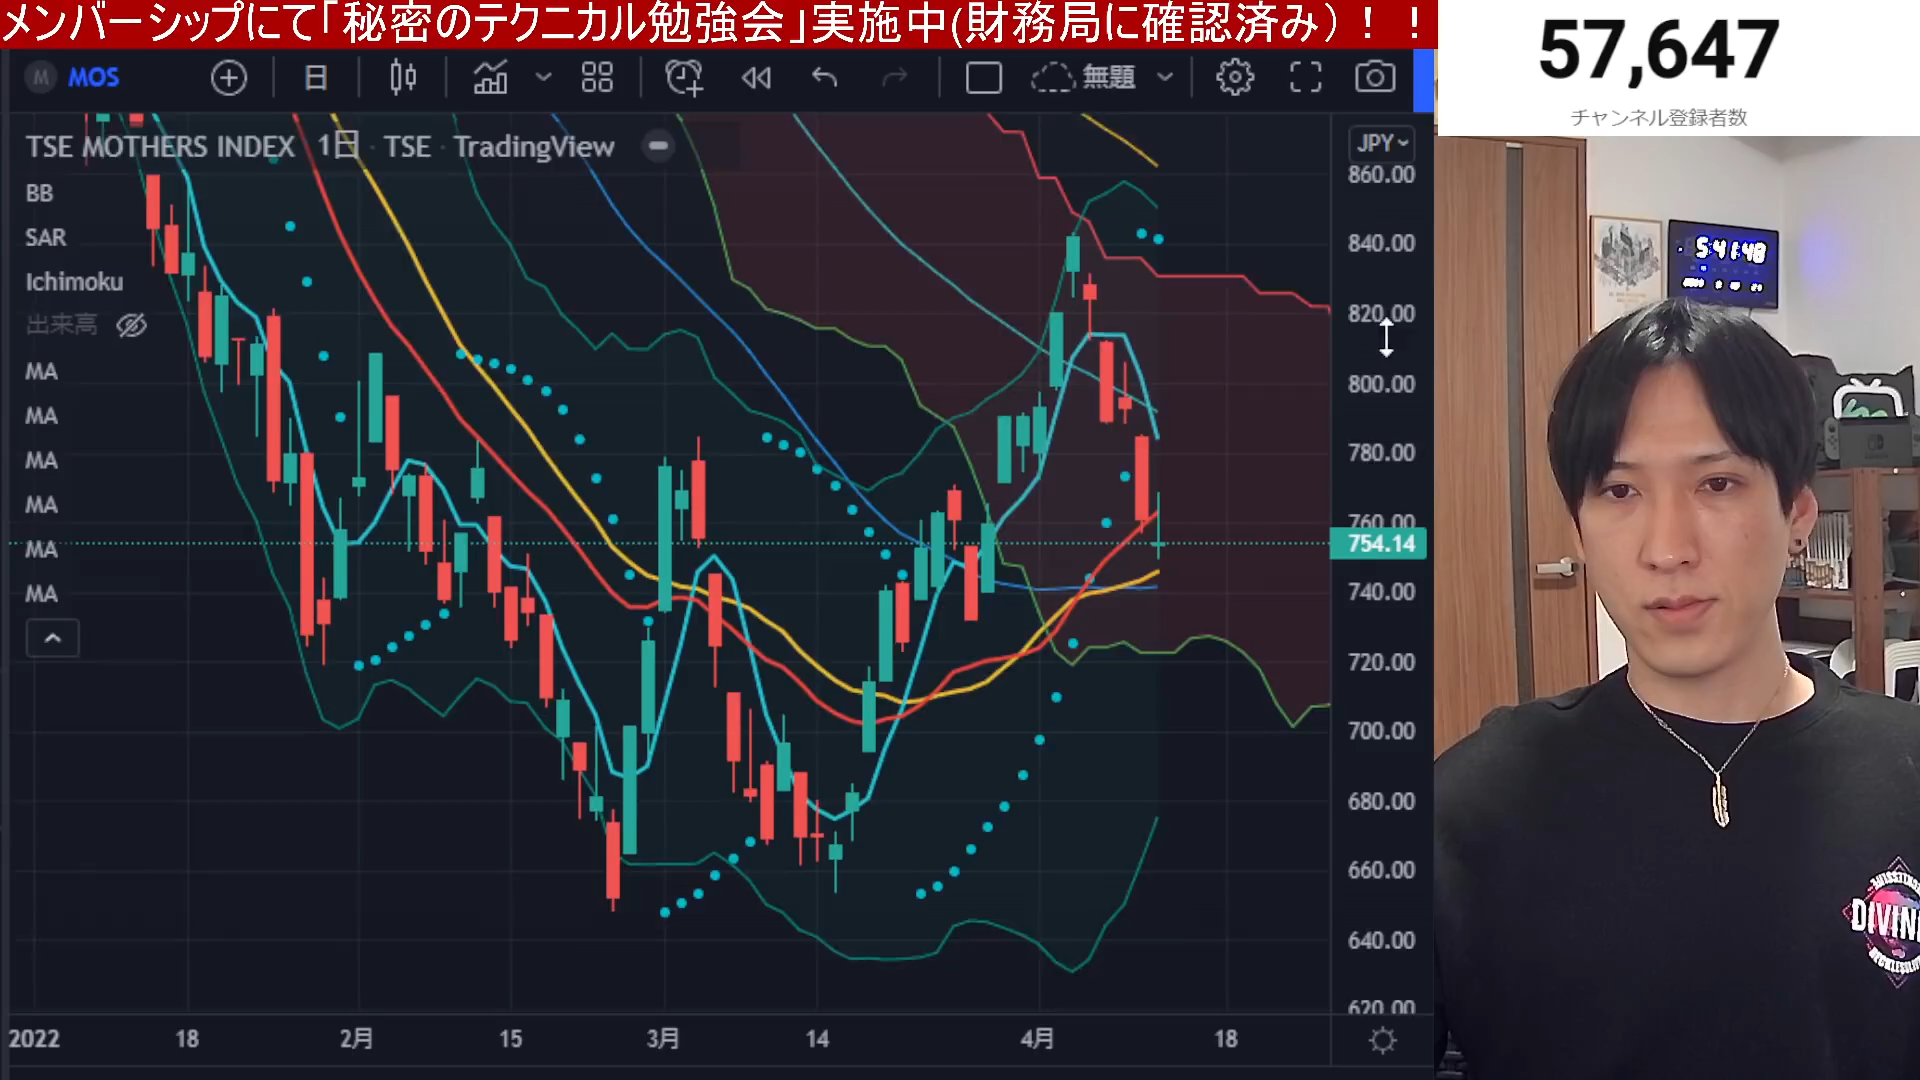 メンバーシップにて「秘密のテクニカル勉強会」実施中(財務局に確認済み）！！
57,647
チャンネル登録者数
M MOS
日
無題
TSE MOTHERS INDEX 1日 · TSE · TradingView
JPY
BB
SAR
Ichimoku
出来高
MA
MA
MA
MA
MA
MA
860.00
840.00
820.00
800.00
780.00
760.00
754.14
740.00
720.00
700.00
680.00
660.00
640.00
620.00
2022
18
2月
15
3月
14
4月
18
5:41:48
DIVIN